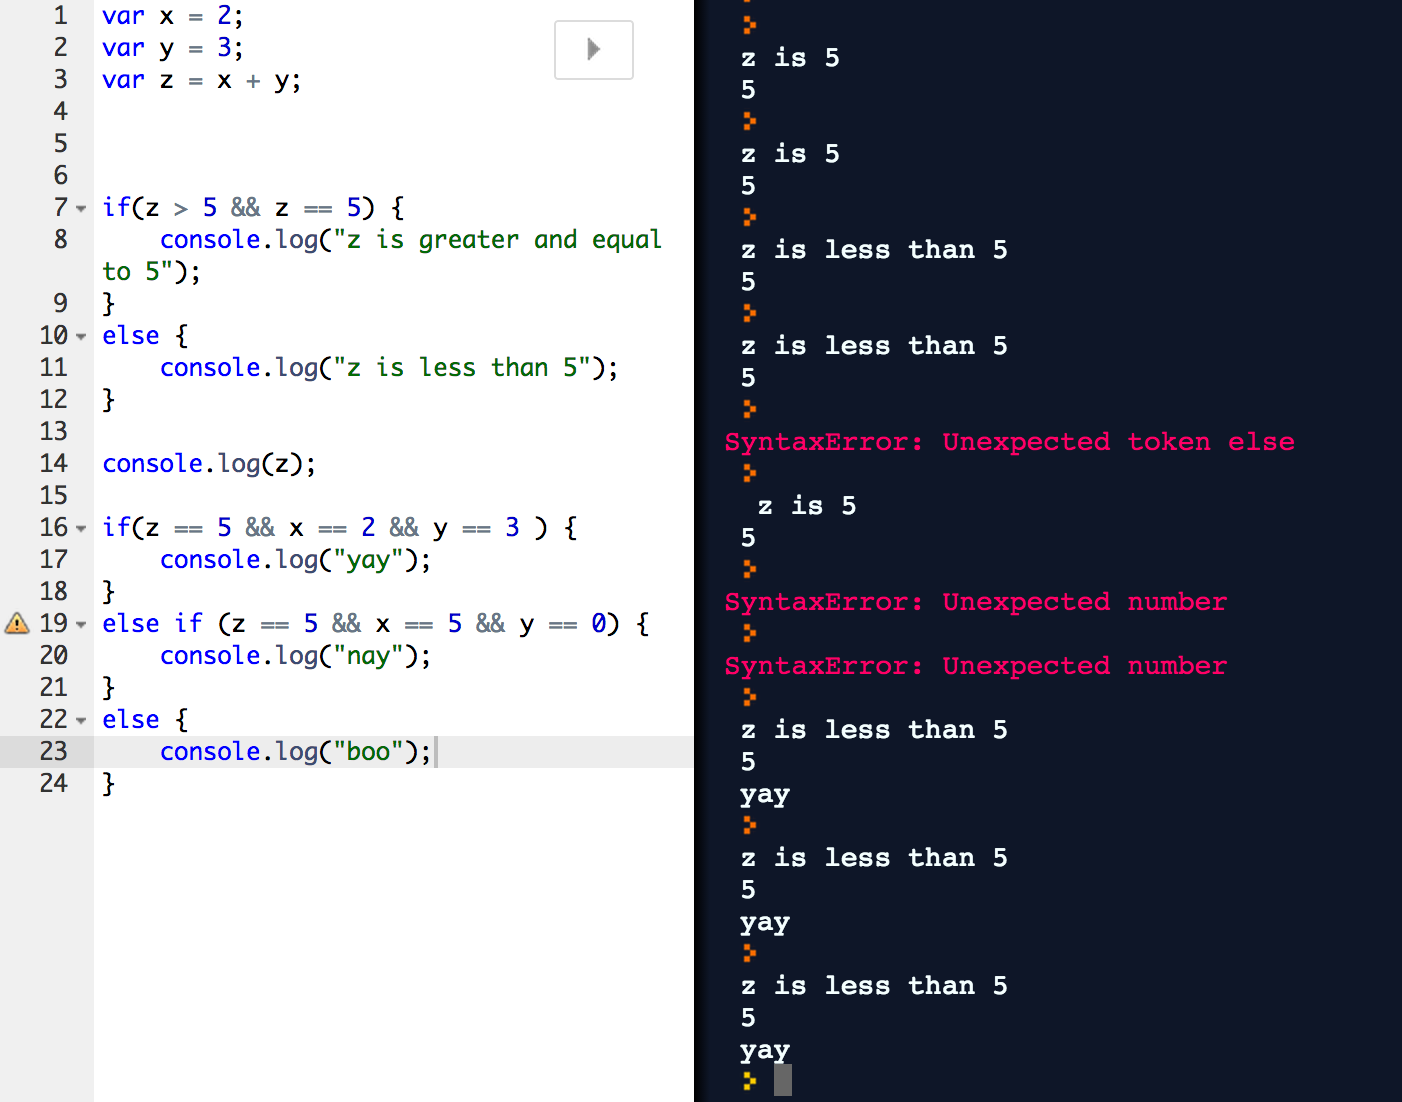 1 var x = 2;
2 var y = 3;
3 var z = x + y;
4
5
6
7 if(z > 5 && z == 5) {
8     console.log("z is greater and equal
to 5");
9 }
10 else {
11     console.log("z is less than 5");
12 }
13
14 console.log(z);
15
16 if(z == 5 && x == 2 && y == 3 ) {
17     console.log("yay");
18 }
19 else if (z == 5 && x == 5 && y == 0) {
20     console.log("nay");
21 }
22 else {
23     console.log("boo");
24 }
z is 5
5
z is 5
5
z is less than 5
5
z is less than 5
5
SyntaxError: Unexpected token else
z is 5
5
SyntaxError: Unexpected number
SyntaxError: Unexpected number
z is less than 5
5
yay
z is less than 5
5
yay
z is less than 5
5
yay